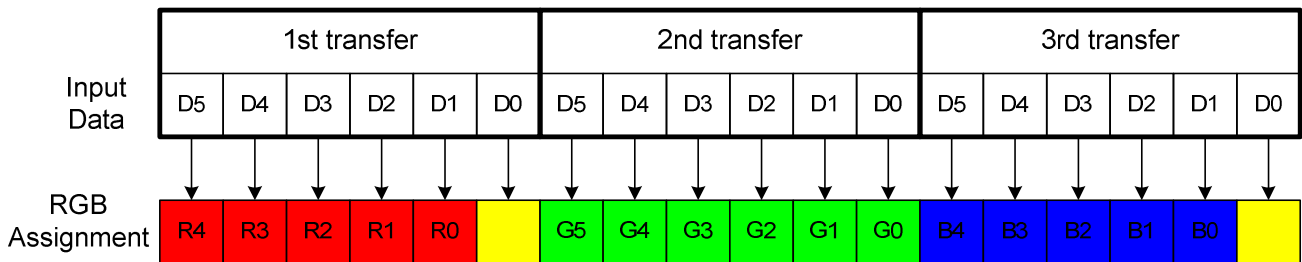 1st transfer 2nd transfer 3rd transfer
Input Data D5 D4 D3 D2 D1 D0 D5 D4 D3 D2 D1 D0 D5 D4 D3 D2 D1 D0
RGB Assignment R4 R3 R2 R1 R0 G5 G4 G3 G2 G1 G0 B4 B3 B2 B1 B0